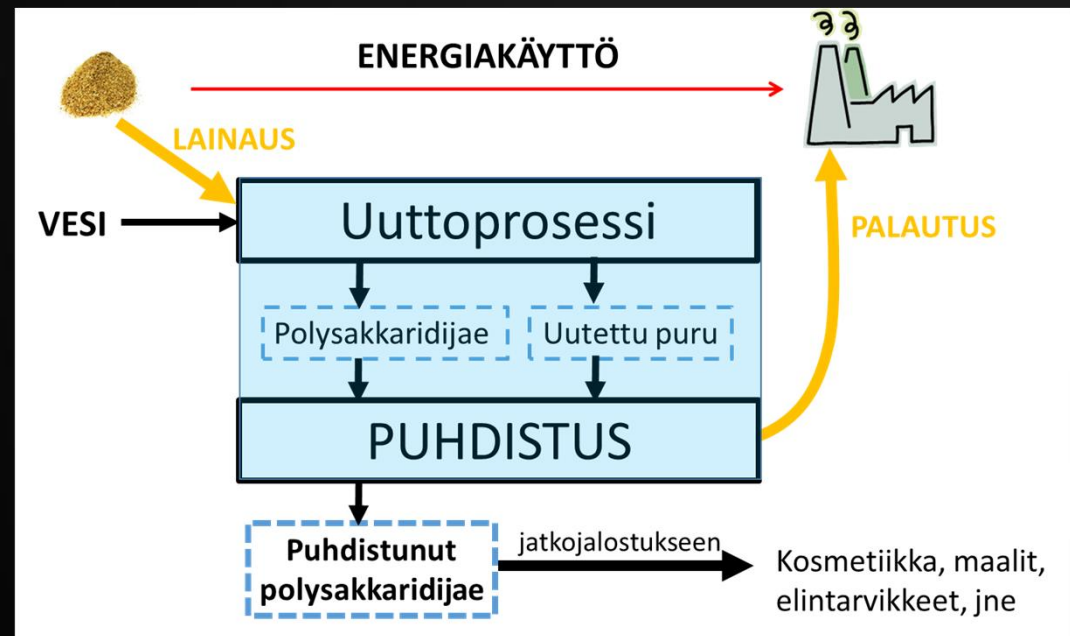 ENERGIAKÄYTTÖ
LAINAUS
VESI
Uuttoprosessi
PALAUTUS
Polysakkaridijae
Uutettu puru
PUHDISTUS
Puhdistunut
polysakkaridijae
jatkojalostukseen
Kosmetiikka, maalit,
elintarvikkeet, jne